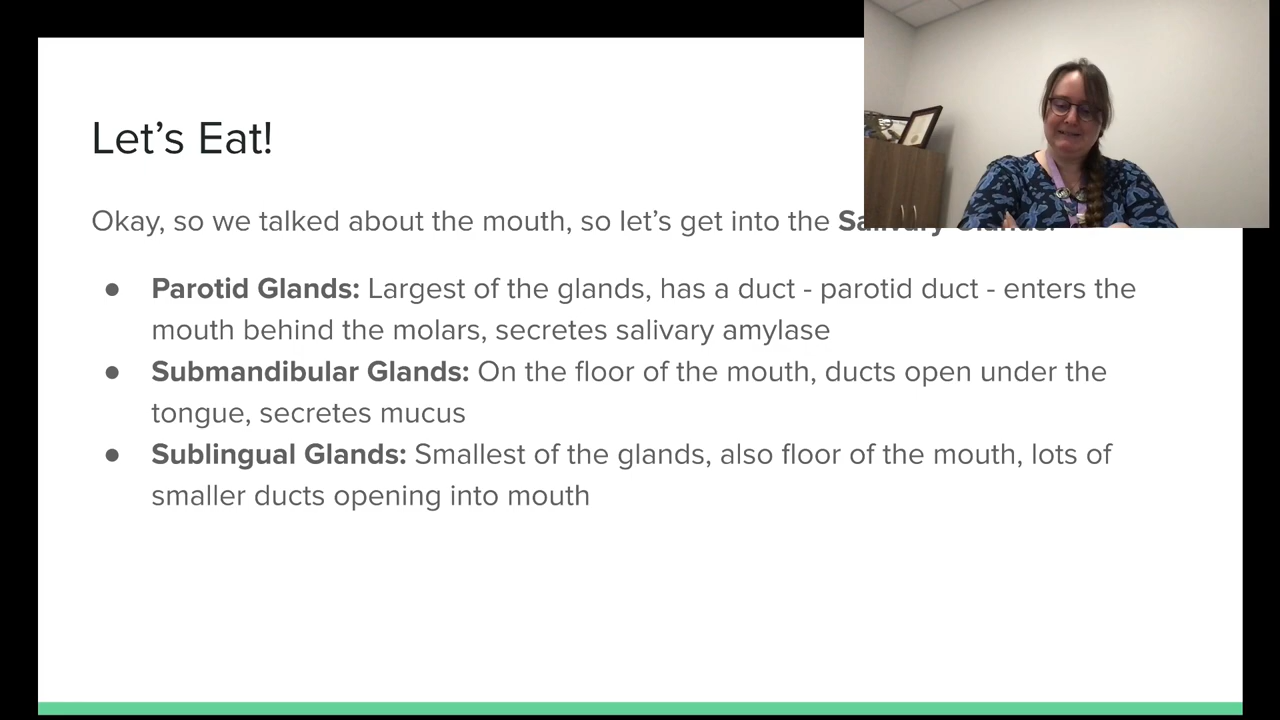 Let's Eat!
Okay, so we talked about the mouth, so let's get into the Salivary Glands:
● Parotid Glands: Largest of the glands, has a duct - parotid duct - enters the
mouth behind the molars, secretes salivary amylase
● Submandibular Glands: On the floor of the mouth, ducts open under the
tongue, secretes mucus
● Sublingual Glands: Smallest of the glands, also floor of the mouth, lots of
smaller ducts opening into mouth